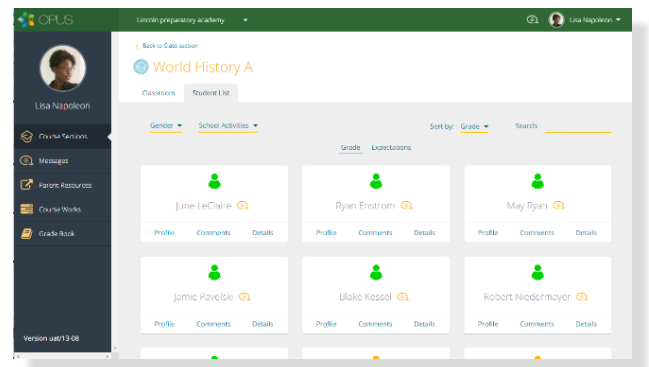 OPUS
Lincoln preparatory academy
Lisa Napoleon
Back to Class section
World History A
Classroom Student List
Lisa Napoleon
Course Sections
Messages
Parent Resources
Course Works
Grade Book
Version uat/13-08
Gender School Activities Sort by: Grade Search:
Grade Expectations
June LeClaire Ryan Enstrom May Ryan
Profile Comments Details Profile Comments Details Profile Comments Details
Jamie Pavelski Blake Kessel Robert Niedermayer
Profile Comments Details Profile Comments Details Profile Comments Details